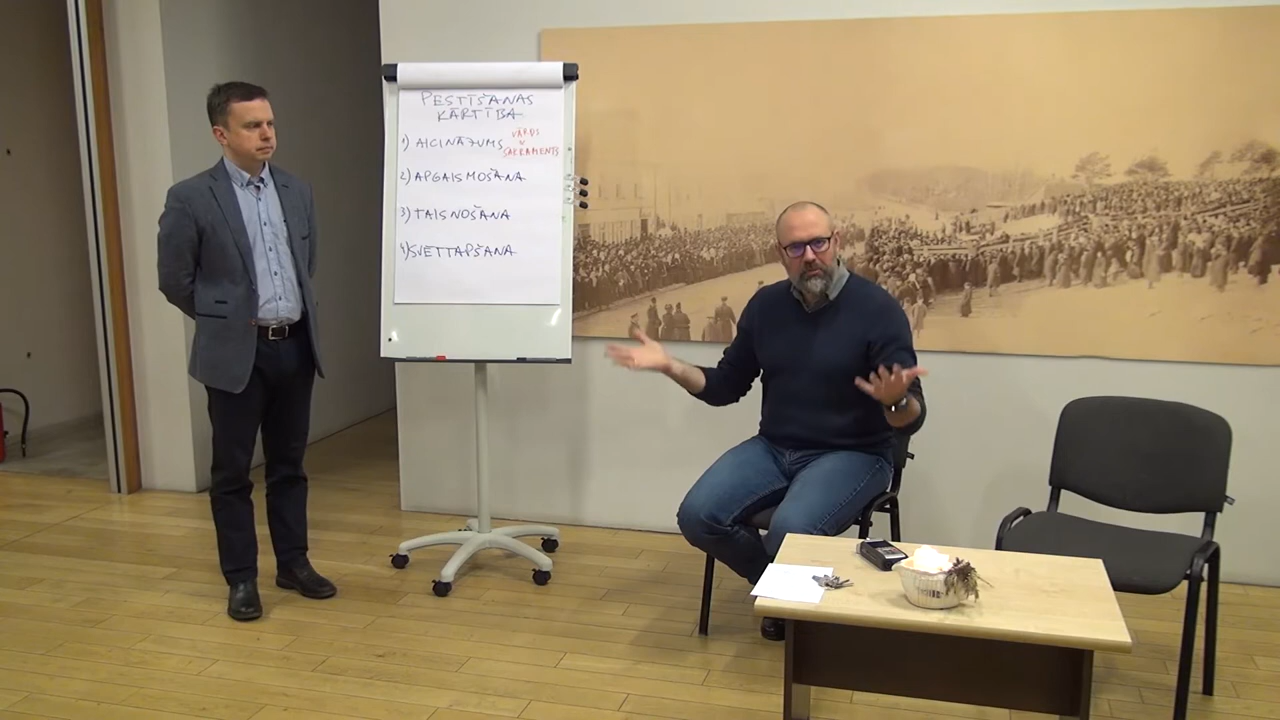 PESTĪŠANAS
KĀRTĪBA
1) AICINĀJUMS
VĀRDS
SAKRAMENTS
2) APGAISMOŠANA
3) TAISNOŠANA
4) SVĒTTAPŠANA